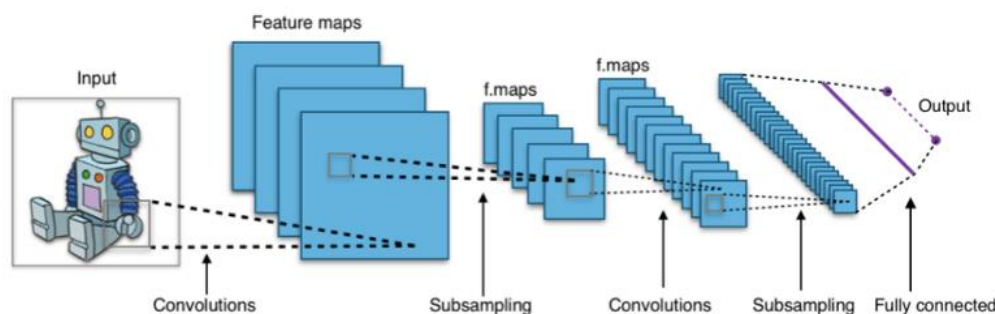 Feature maps
Input
f.maps
f.maps
Output
Convolutions
Subsampling
Convolutions
Subsampling
Fully connected